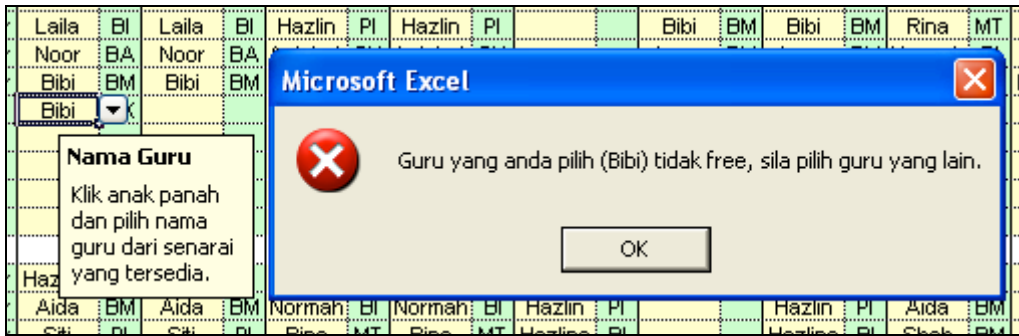 Laila BI Laila BI Hazlin PI Hazlin PI Bibi BM Bibi BM Rina MT
Noor BA Noor BA
Bibi BM Bibi BM
Microsoft Excel
Bibi
Guru yang anda pilih (Bibi) tidak free, sila pilih guru yang lain.
OK
Nama Guru
Klik anak panah
dan pilih nama
guru dari senarai
yang tersedia.
Haz
Aida BM Aida BM Normah BI Normah BI Hazlin PI Hazlin PI Aida BM